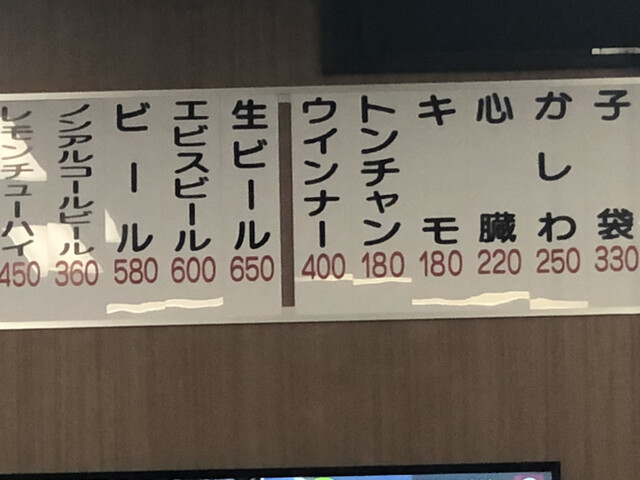 子袋
330
かしわ
250
心臓
220
キモ
180
トンチャン
180
ウインナー
400
生ビール
650
エビスビール
600
ビール
580
ノンアルコールビール
360
レモンチューハイ
450